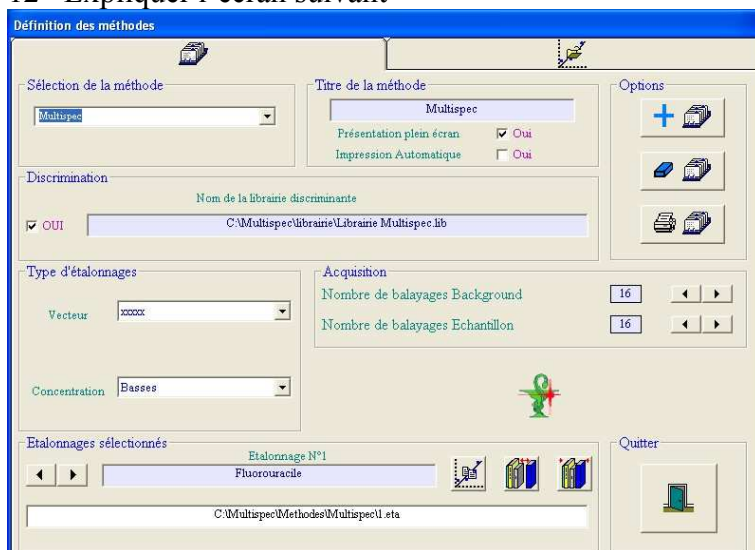 12 Expliquer l'écran suivant
Définition des méthodes
Sélection de la méthode
Multispec
Titre de la méthode
Multispec
Présentation plein écran Oui
Impression Automatique Oui
Options
Discrimination
Nom de la librairie discriminante
OUI C:\Multispec\librairie\Librairie Multispec.lib
Type d'étalonnages
Vecteur xxxxx
Concentration Basses
Acquisition
Nombre de balayages Background 16
Nombre de balayages Echantillon 16
Etalonnages sélectionnés
Etalonnage N°1
Fluorouracile
C:\Multispec\Methodes\Multispec\1.eta
Quitter